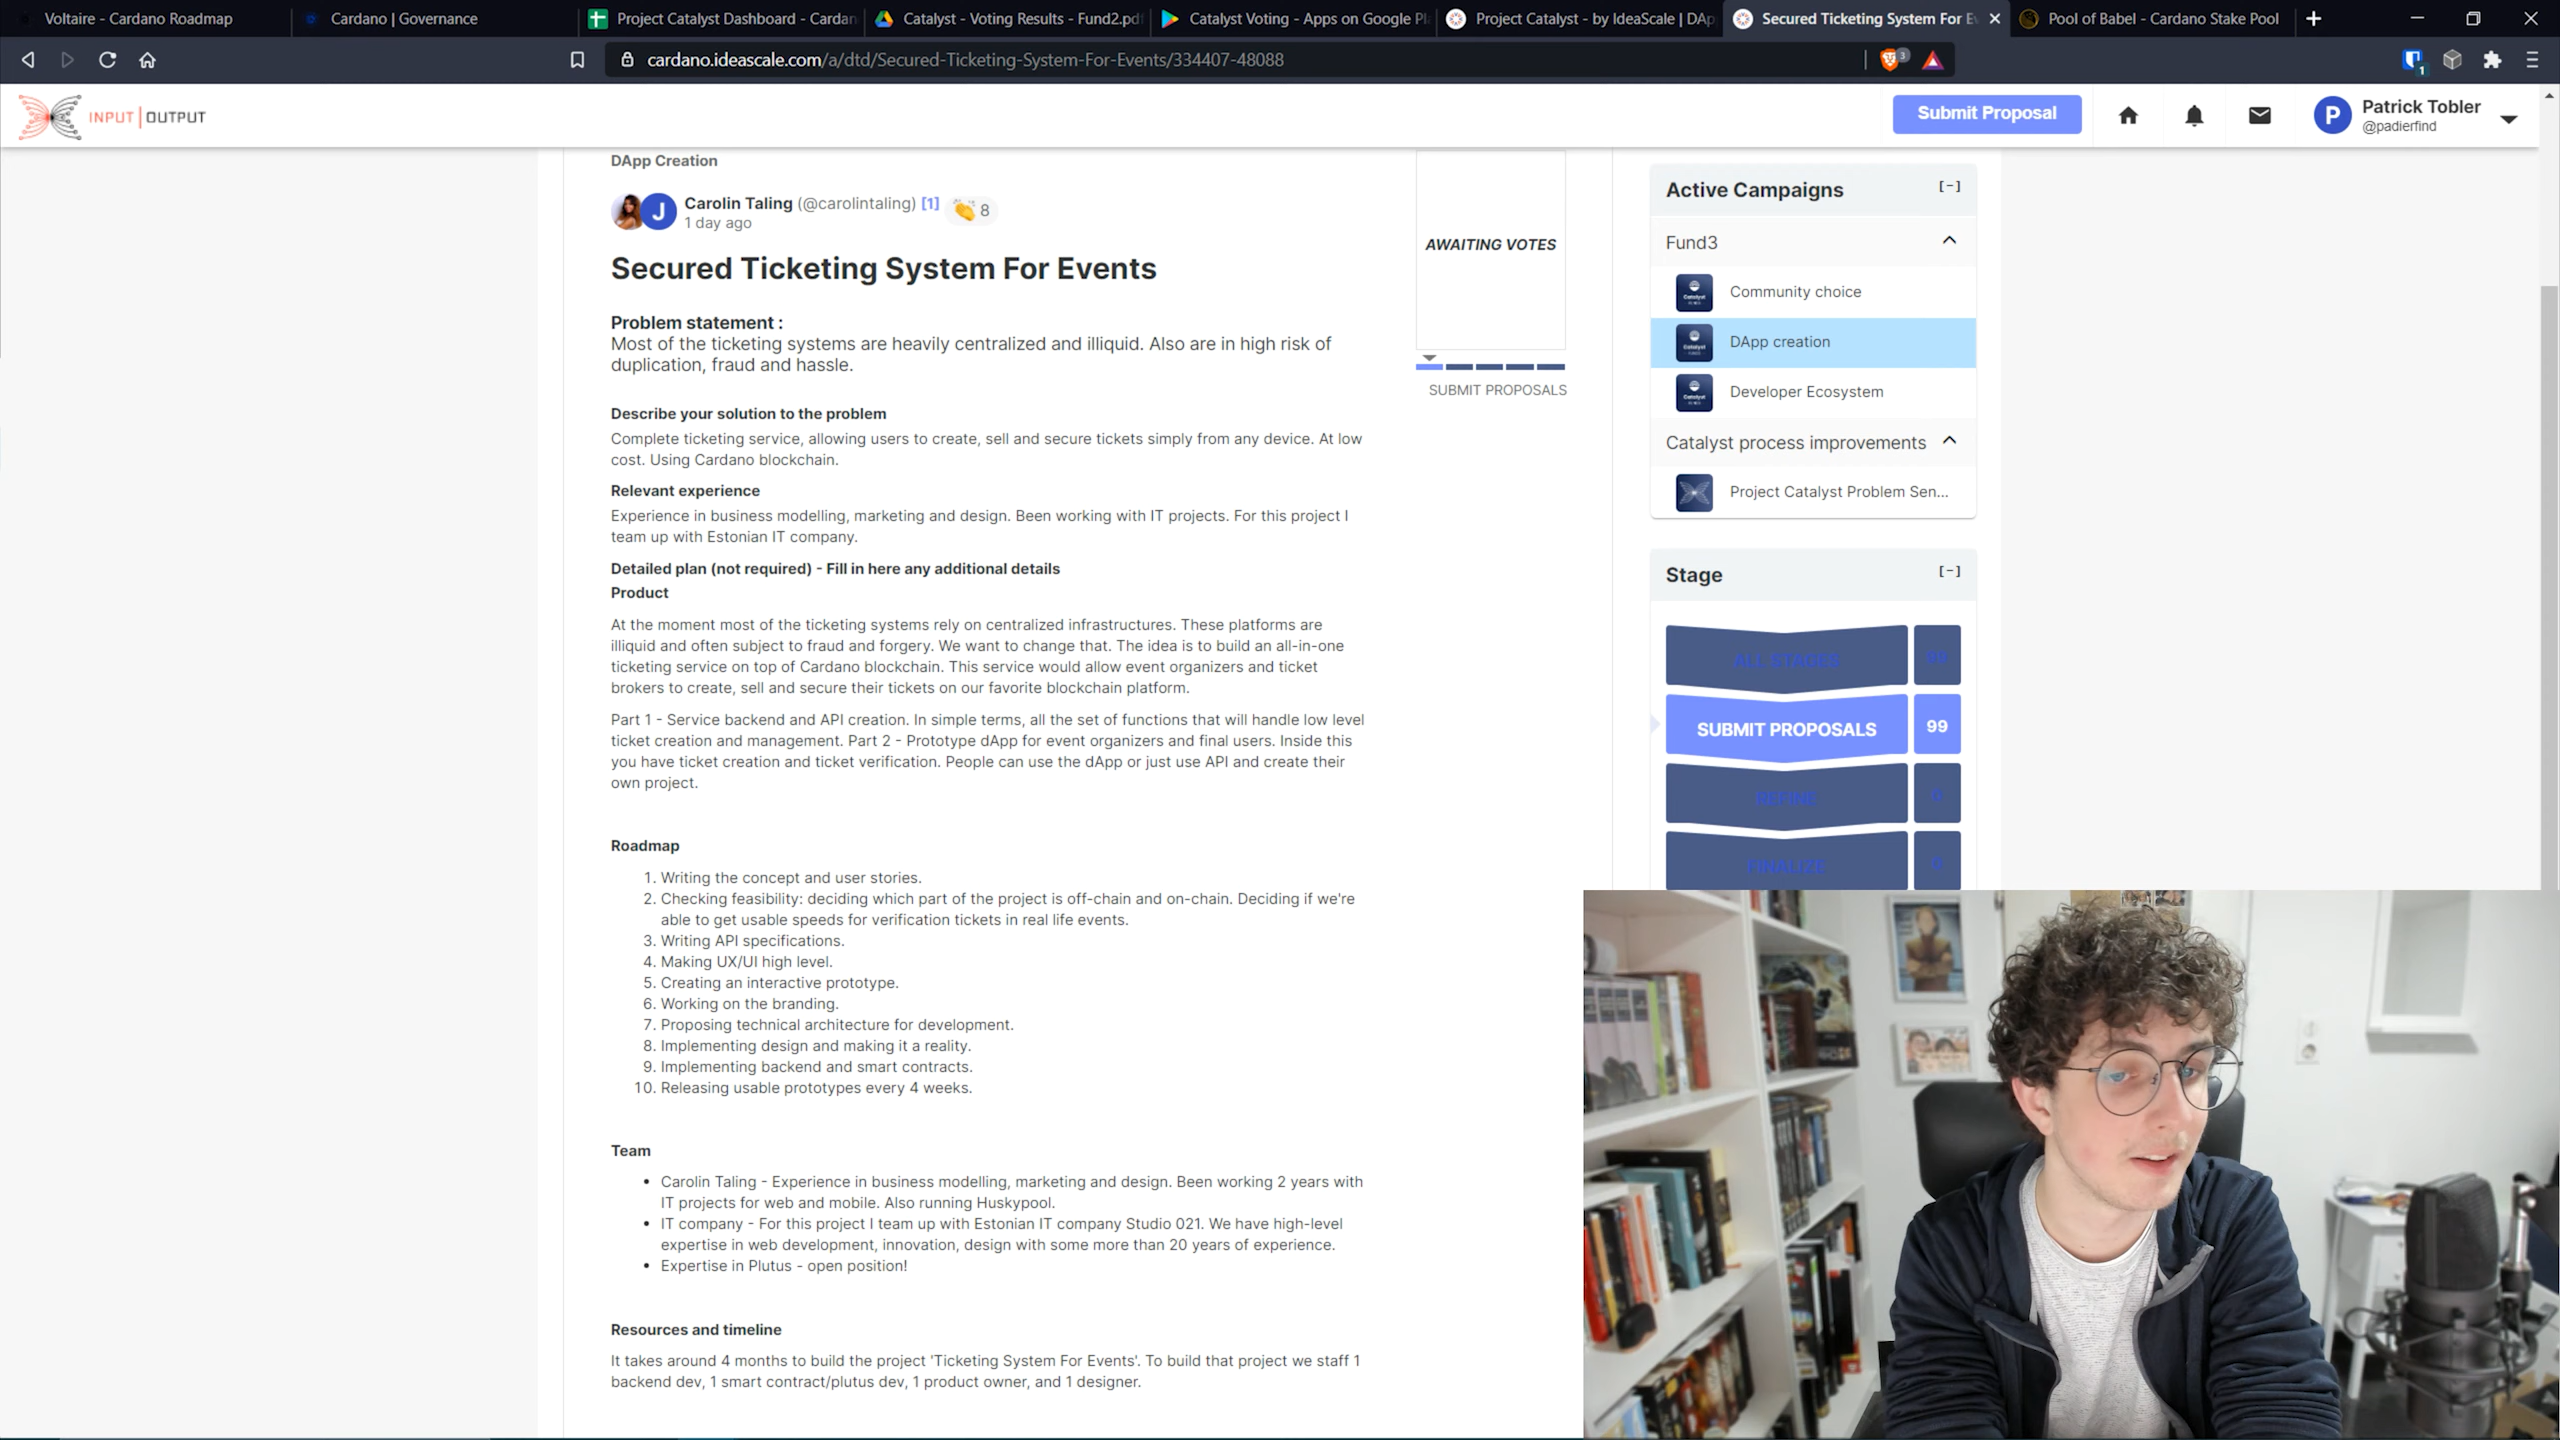 Voltaire - Cardano Roadmap
Cardano | Governance
Project Catalyst Dashboard - Cardan
Catalyst - Voting Results - Fund2.pdf
Catalyst Voting - Apps on Google Pl
Project Catalyst - by IdeaScale | DAp
Secured Ticketing System For E
Pool of Babel - Cardano Stake Pool
cardano.ideascale.com/a/dtd/Secured-Ticketing-System-For-Events/334407-48088
3
1
INPUT | OUTPUT
Submit Proposal
P
Patrick Tobler
@padierfind
DApp Creation
J
Carolin Taling (@carolintaling) [1]
8
1 day ago
Secured Ticketing System For Events
Problem statement :
Most of the ticketing systems are heavily centralized and illiquid. Also are in high risk of
duplication, fraud and hassle.
Describe your solution to the problem
Complete ticketing service, allowing users to create, sell and secure tickets simply from any device. At low
cost. Using Cardano blockchain.
Relevant experience
Experience in business modelling, marketing and design. Been working with IT projects. For this project I
team up with Estonian IT company.
Detailed plan (not required) - Fill in here any additional details
Product
At the moment most of the ticketing systems rely on centralized infrastructures. These platforms are
illiquid and often subject to fraud and forgery. We want to change that. The idea is to build an all-in-one
ticketing service on top of Cardano blockchain. This service would allow event organizers and ticket
brokers to create, sell and secure their tickets on our favorite blockchain platform.
Part 1 - Service backend and API creation. In simple terms, all the set of functions that will handle low level
ticket creation and management. Part 2 - Prototype dApp for event organizers and final users. Inside this
you have ticket creation and ticket verification. People can use the dApp or just use API and create their
own project.
Roadmap
1. Writing the concept and user stories.
2. Checking feasibility: deciding which part of the project is off-chain and on-chain. Deciding if we're
able to get usable speeds for verification tickets in real life events.
3. Writing API specifications.
4. Making UX/UI high level.
5. Creating an interactive prototype.
6. Working on the branding.
7. Proposing technical architecture for development.
8. Implementing design and making it a reality.
9. Implementing backend and smart contracts.
10. Releasing usable prototypes every 4 weeks.
Team
• Carolin Taling - Experience in business modelling, marketing and design. Been working 2 years with
IT projects for web and mobile. Also running Huskypool.
• IT company - For this project I team up with Estonian IT company Studio 021. We have high-level
expertise in web development, innovation, design with some more than 20 years of experience.
• Expertise in Plutus - open position!
Resources and timeline
It takes around 4 months to build the project 'Ticketing System For Events'. To build that project we staff 1
backend dev, 1 smart contract/plutus dev, 1 product owner, and 1 designer.
AWAITING VOTES
SUBMIT PROPOSALS
Active Campaigns
[-]
Fund3
Community choice
DApp creation
Developer Ecosystem
Catalyst process improvements
Project Catalyst Problem Sen...
Stage
[-]
ALL STAGES
99
SUBMIT PROPOSALS
99
REFINE
0
FINALIZE
0